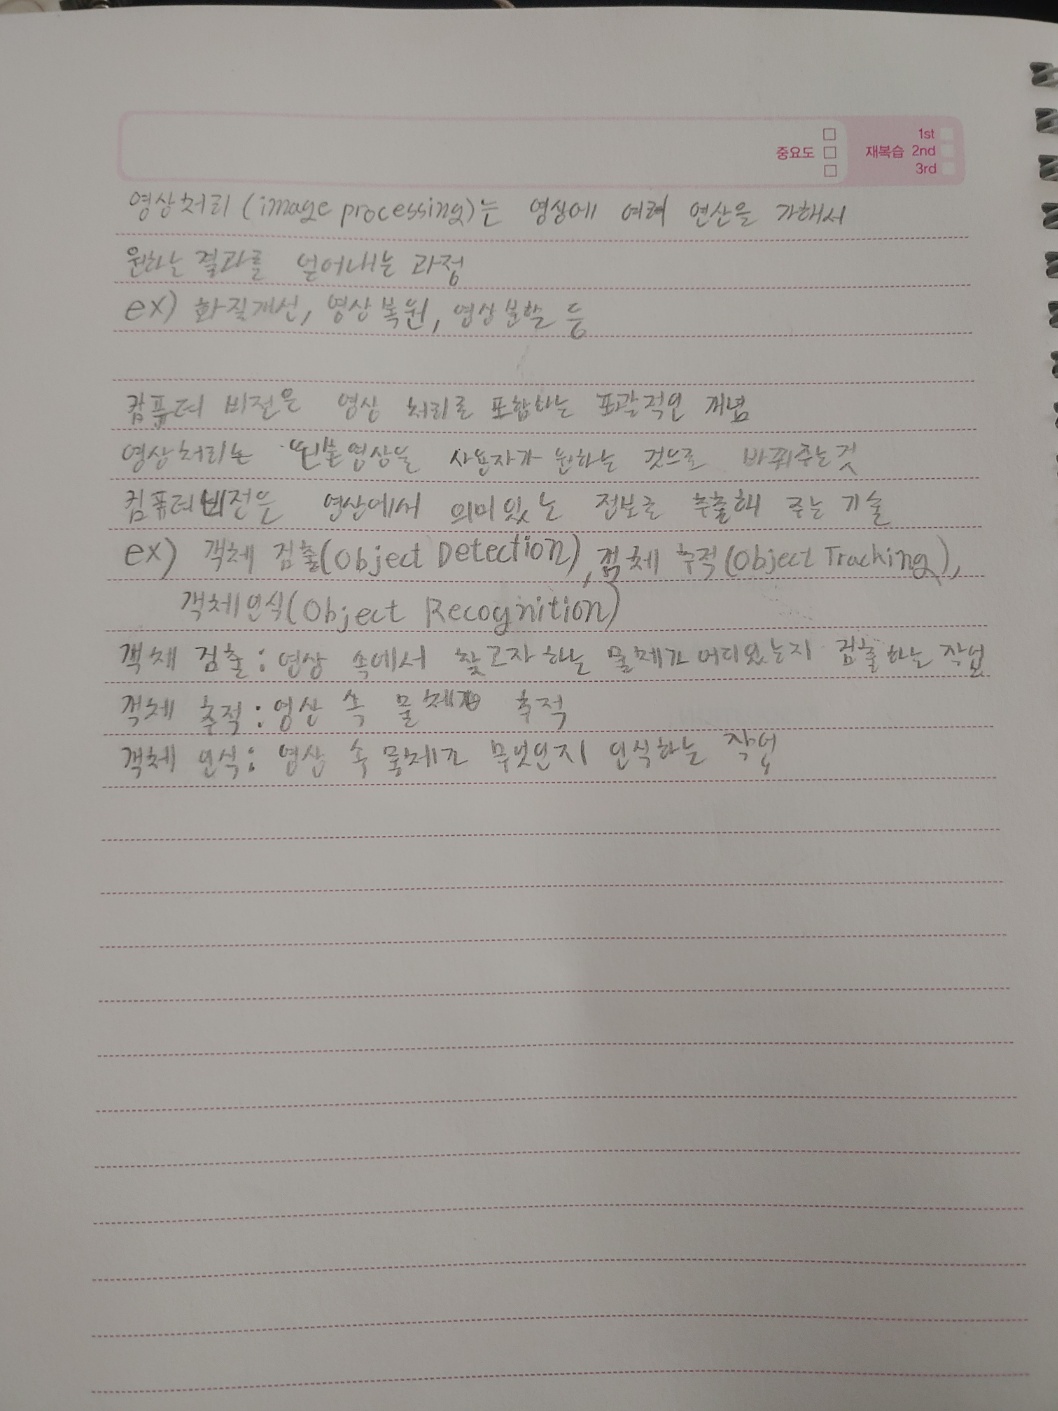 중요도
재복습 1st
2nd
3rd
영상처리 (image processing)는 영상에 여러 연산을 가해서
원하는 결과를 얻어내는 과정
ex) 화질개선, 영상 복원, 영상 분할 등
컴퓨터 비전은 영상 처리를 포함하는 포괄적인 개념
영상처리는 영상을 사용자가 원하는 것으로 바꿔주는 것
컴퓨터 비전은 영상에서 의미있는 정보를 추출해 주는 기술
ex) 객체 검출(Object Detection), 객체 추적(Object Tracking),
객체인식(Object Recognition)
객체 검출 : 영상 속에서 찾고자 하는 물체가 어디있는지 검출하는 작업
객체 추적 : 영상 속 물체 추적
객체 인식 : 영상 속 물체가 무엇인지 인식하는 작업